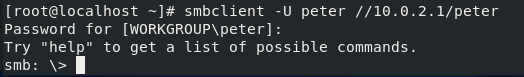 [root@localhost ~]# smbclient -U peter //10.0.2.1/peter
Password for [WORKGROUP\peter]:
Try "help" to get a list of possible commands.
smb: \>